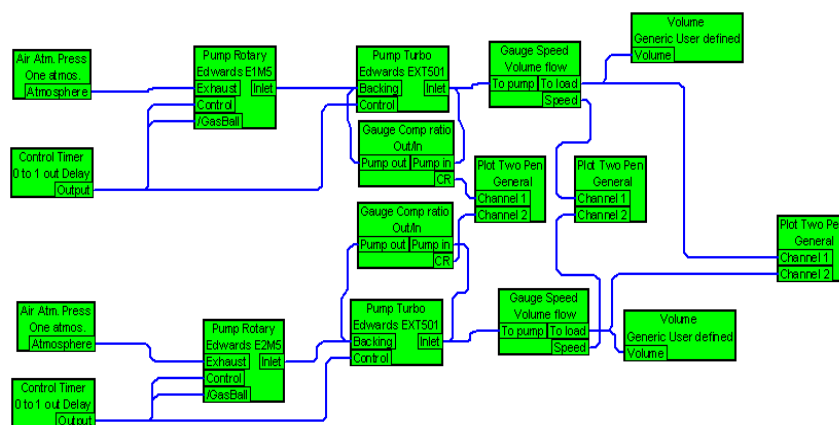 Volume
Generic User defined
Volume
Pump Rotary
Edwards E1M5
Exhaust Inlet
Control
/GasBall
Pump Turbo
Edwards EXT501
Backing Inlet
Control
Gauge Speed
Volume flow
To pump To load
Speed
Air Atm. Press
One atmos.
Atmosphere
Gauge Comp ratio
Out/In
Pump out Pump in
CR
Control Timer
0 to 1 out Delay
Output
Plot Two Pen
General
Channel 1
Channel 2
Plot Two Pen
General
Channel 1
Channel 2
Gauge Comp ratio
Out/In
Pump out Pump in
CR
Plot Two Pe
General
Channel 1
Channel 2
Air Atm. Press
One atmos.
Atmosphere
Pump Rotary
Edwards E2M5
Exhaust Inlet
Control
/GasBall
Pump Turbo
Edwards EXT501
Backing Inlet
Control
Gauge Speed
Volume flow
To pump To load
Speed
Volume
Generic User defined
Volume
Control Timer
0 to 1 out Delay
Output